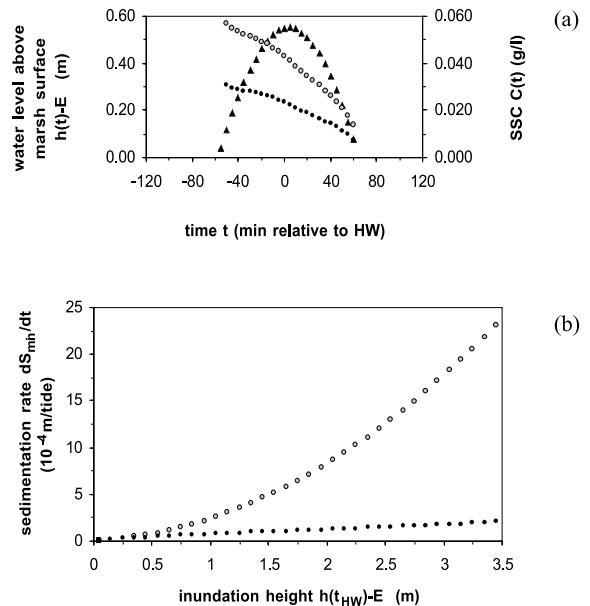 (a)
water level above
marsh surface
h(t)-E (m)
0.60
0.40
0.20
0.00
0.060
0.040
0.020
0.000
SSC C(t) (g/l)
-120 -80 -40 0 40 80 120
time t (min relative to HW)
(b)
sedimentation rate dS_min/dt
(10⁻⁴ m/tide)
25
20
15
10
5
0
0 0.5 1 1.5 2 2.5 3 3.5
inundation height h(t_HW)-E (m)